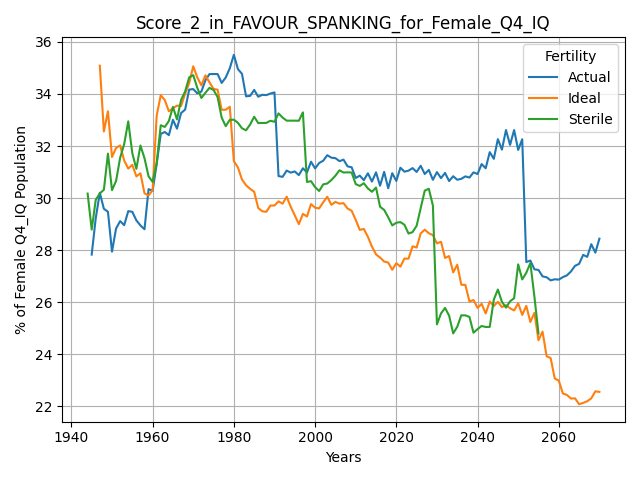 Score_2_in_FAVOUR_SPANKING_for_Female_Q4_IQ
% of Female Q4_IQ Population
36
34
32
30
28
26
24
22
Fertility
Actual
Ideal
Sterile
1940 1960 1980 2000 2020 2040 2060
Years